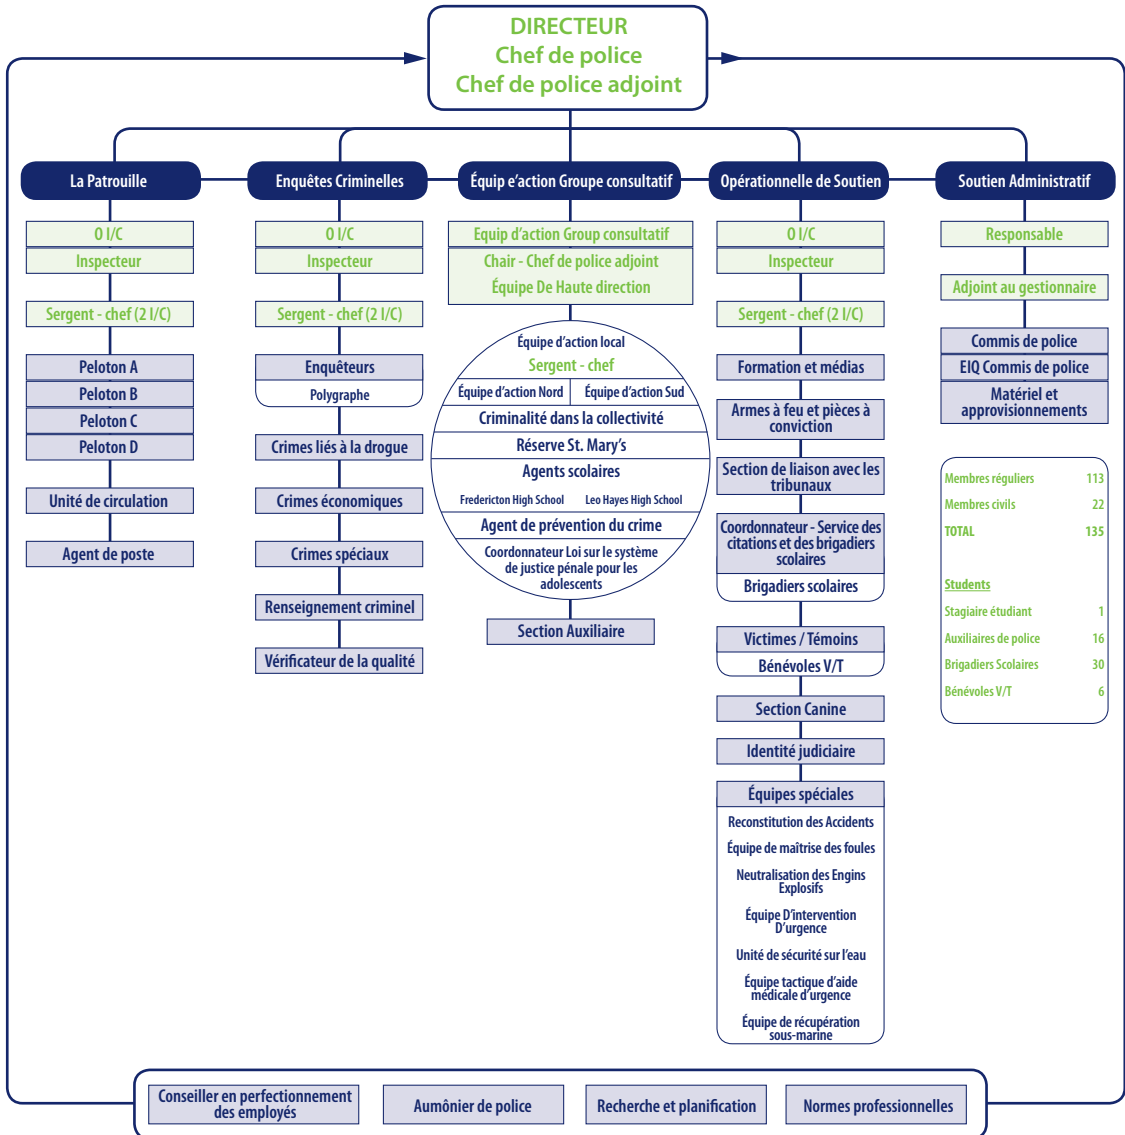 DIRECTEUR
Chef de police
Chef de police adjoint
La Patrouille
O I/C
Inspecteur
Sergent - chef (2 I/C)
Peloton A
Peloton B
Peloton C
Peloton D
Unité de circulation
Agent de poste
Enquêtes Criminelles
O I/C
Inspecteur
Sergent - chef (2 I/C)
Enquêteurs
Polygraphe
Crimes liés à la drogue
Crimes économiques
Crimes spéciaux
Renseignement criminel
Vérificateur de la qualité
Équip e'action Groupe consultatif
Equip d'action Group consultatif
Chair - Chef de police adjoint
Équipe De Haute direction
Équipe d'action local
Sergent - chef
Équipe d'action Nord
Équipe d'action Sud
Criminalité dans la collectivité
Réserve St. Mary's
Agents scolaires
Fredericton High School
Leo Hayes High School
Agent de prévention du crime
Coordonnateur Loi sur le système
de justice pénale pour les
adolescents
Section Auxiliaire
Opérationnelle de Soutien
O I/C
Inspecteur
Sergent - chef (2 I/C)
Formation et médias
Armes à feu et pièces à
conviction
Section de liaison avec les
tribunaux
Coordonnateur - Service des
citations et des brigadiers
scolaires
Brigadiers scolaires
Victimes / Témoins
Bénévoles V/T
Section Canine
Identité judiciaire
Équipes spéciales
Reconstitution des Accidents
Équipe de maîtrise des foules
Neutralisation des Engins
Explosifs
Équipe D'intervention
D'urgence
Unité de sécurité sur l'eau
Équipe tactique d'aide
médicale d'urgence
Équipe de récupération
sous-marine
Soutien Administratif
Responsable
Adjoint au gestionnaire
Commis de police
EIQ Commis de police
Matériel et
approvisionnements
Membres réguliers 113
Membres civils 22
TOTAL 135
Students
Stagiaire étudiant 1
Auxiliaires de police 16
Brigadiers Scolaires 30
Bénévoles V/T 6
Conseiller en perfectionnement
des employés
Aumônier de police
Recherche et planification
Normes professionnelles